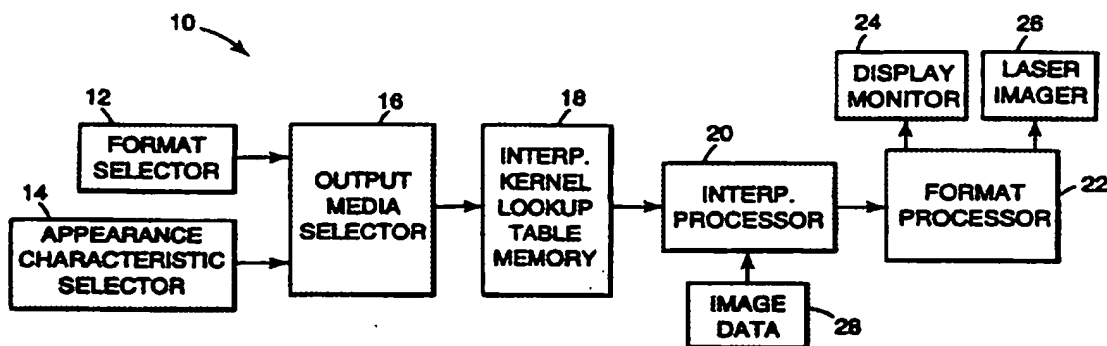 10
12
FORMAT
SELECTOR
14
APPEARANCE
CHARACTERISTIC
SELECTOR
16
OUTPUT
MEDIA
SELECTOR
18
INTERP.
KERNEL
LOOKUP
TABLE
MEMORY
20
INTERP.
PROCESSOR
IMAGE
DATA
28
24
DISPLAY
MONITOR
26
LASER
IMAGER
FORMAT
PROCESSOR
22